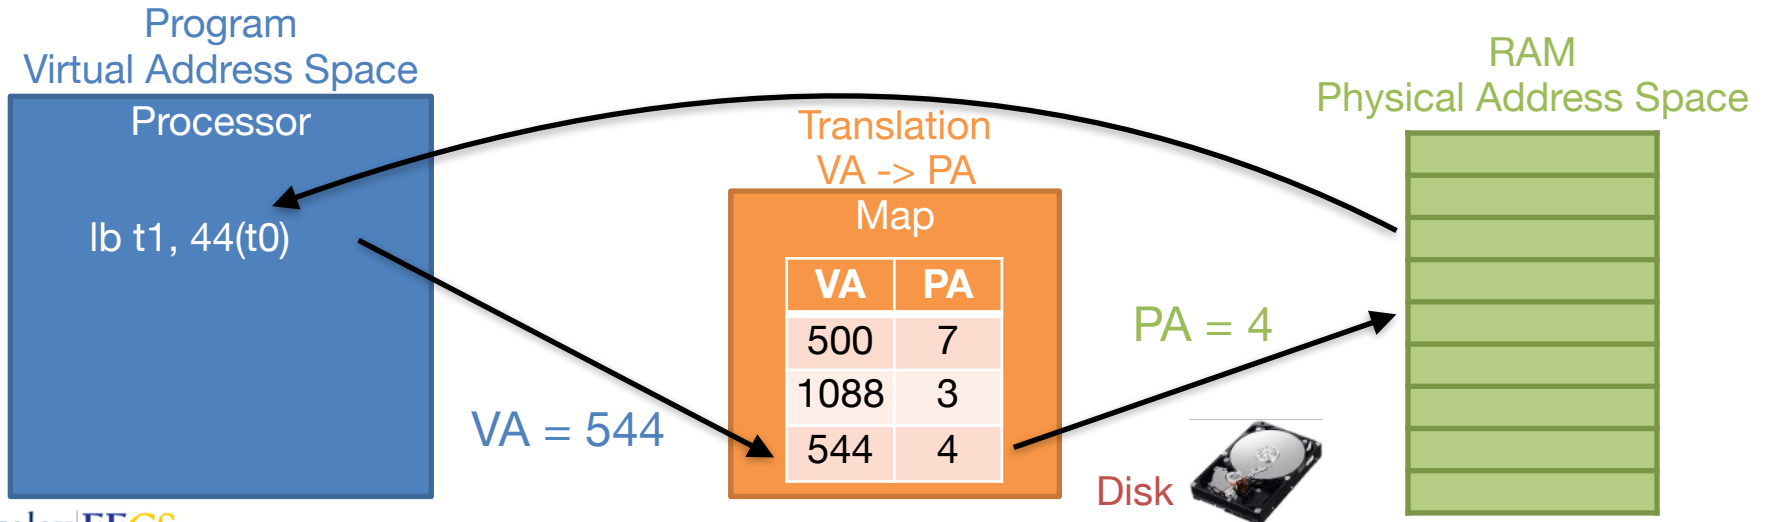 Program
Virtual Address Space
Processor
lb t1, 44(t0)
VA = 544
Translation
VA -> PA
Map
VA PA
500 7
1088 3
544 4
PA = 4
Disk
RAM
Physical Address Space